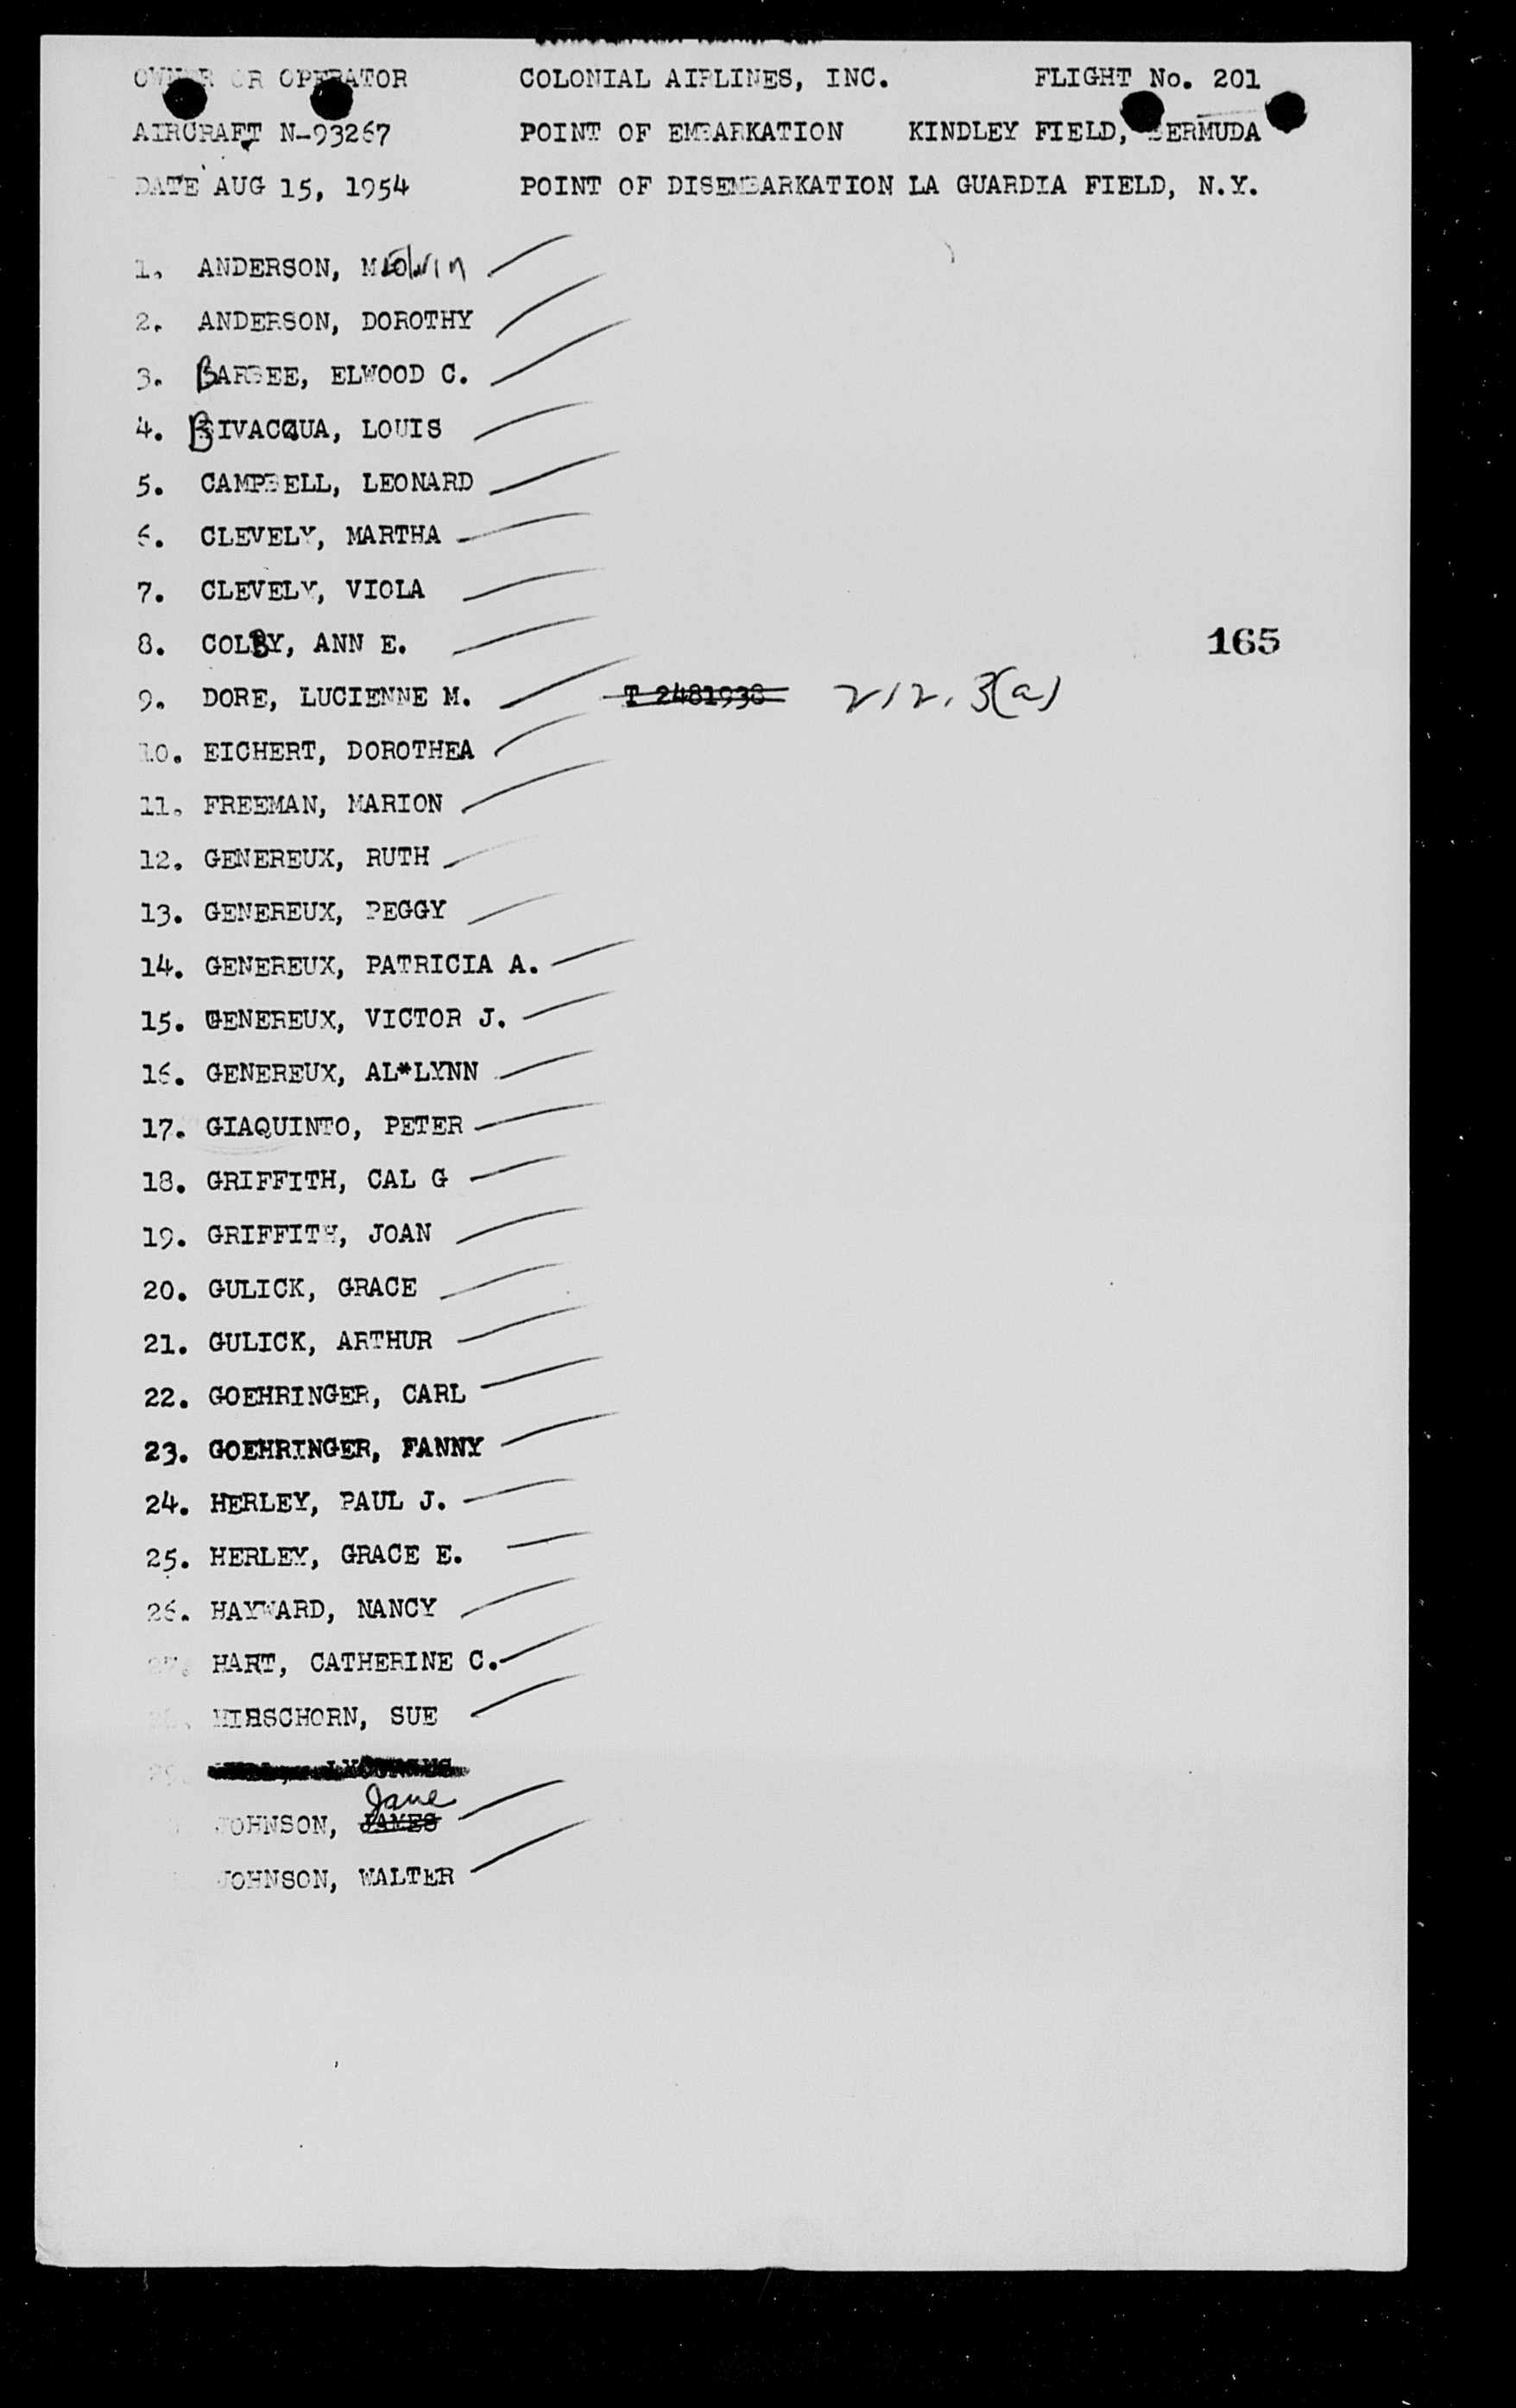 OWNER OR OPERATOR COLONIAL AIRLINES, INC. FLIGHT No. 201
AIRCRAFT N-93267 POINT OF EMBARKATION KINDLEY FIELD, BERMUDA
DATE AUG 15, 1954 POINT OF DISEMBARKATION LA GUARDIA FIELD, N.Y.
1. ANDERSON,
2. ANDERSON, DOROTHY
3. BARBEE, ELWOOD C.
4. BIVACQUA, LOUIS
5. CAMPBELL, LEONARD
6. CLEVELY, MARTHA
7. CLEVELY, VIOLA
8. COLBY, ANN E.
165
9. DORE, LUCIENNE M. T 2481938 212.3(a)
10. EICHERT, DOROTHEA
11. FREEMAN, MARION
12. GENEREUX, RUTH
13. GENEREUX, PEGGY
14. GENEREUX, PATRICIA A.
15. GENEREUX, VICTOR J.
16. GENEREUX, AL*LYNN
17. GIAQUINTO, PETER
18. GRIFFITH, CAL G
19. GRIFFITH, JOAN
20. GULICK, GRACE
21. GULICK, ARTHUR
22. GOEHRINGER, CARL
23. GOEHRINGER, FANNY
24. HERLEY, PAUL J.
25. HERLEY, GRACE E.
26. HAYWARD, NANCY
27. HART, CATHERINE C.
28. HIRSCHORN, SUE
29.
Jane
JOHNSON, JAMES
JOHNSON, WALTER